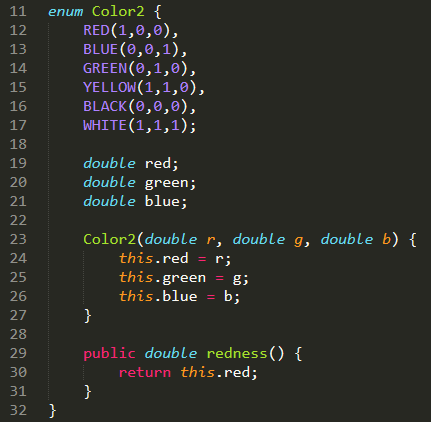 11 enum Color2 {
12     RED(1,0,0),
13     BLUE(0,0,1),
14     GREEN(0,1,0),
15     YELLOW(1,1,0),
16     BLACK(0,0,0),
17     WHITE(1,1,1);
18
19     double red;
20     double green;
21     double blue;
22
23     Color2(double r, double g, double b) {
24         this.red = r;
25         this.green = g;
26         this.blue = b;
27     }
28
29     public double redness() {
30         return this.red;
31     }
32 }